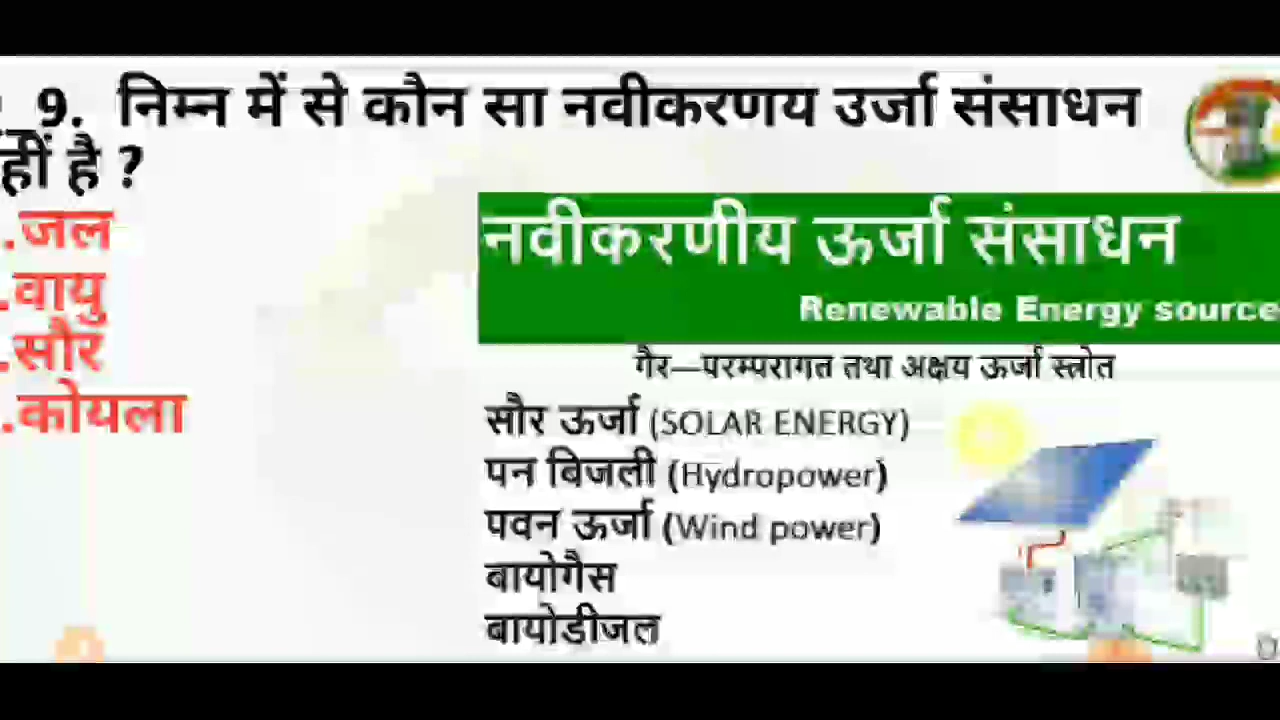 9. निम्न में से कौन सा नवीकरणय उर्जा संसाधन
हीं है ?
.जल
.वायु
.सौर
.कोयला
नवीकरणीय ऊर्जा संसाधन
Renewable Energy source
गैर—परम्परागत तथा अक्षय ऊर्जा स्त्रोत
सौर ऊर्जा (SOLAR ENERGY)
पन बिजली (Hydropower)
पवन ऊर्जा (Wind power)
बायोगैस
बायोडीजल